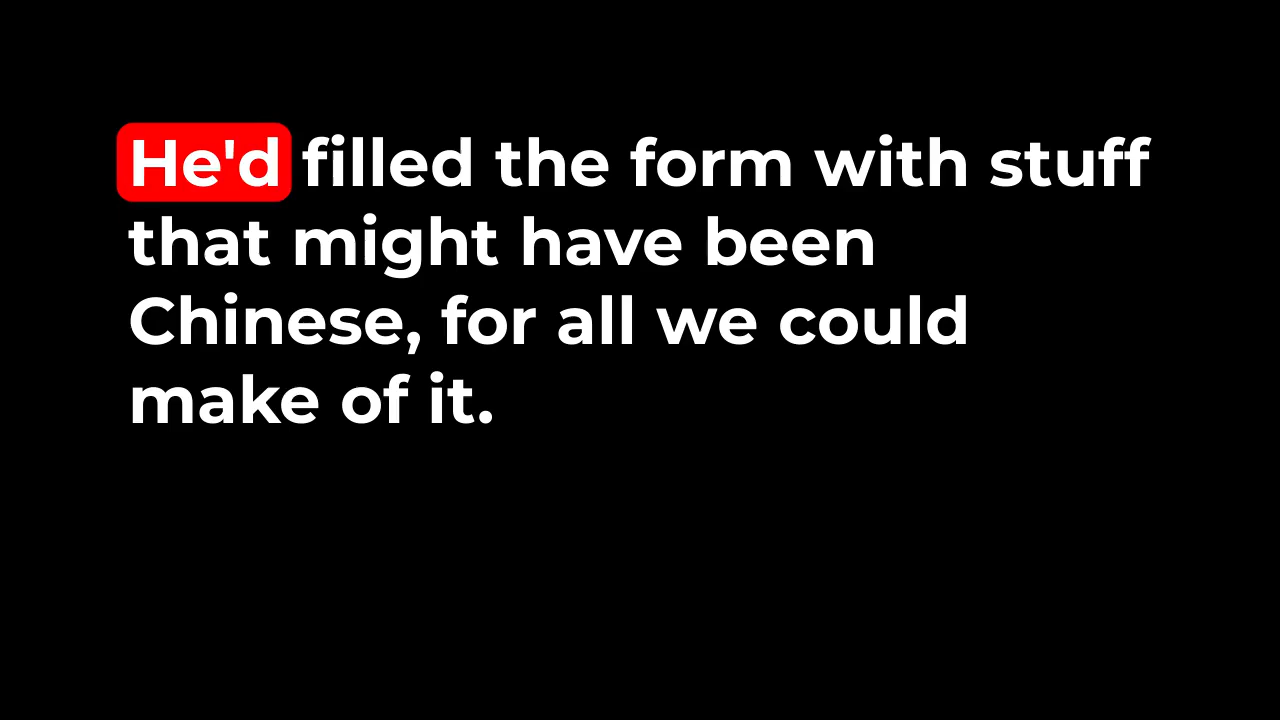 He'd filled the form with stuff
that might have been
Chinese, for all we could
make of it.